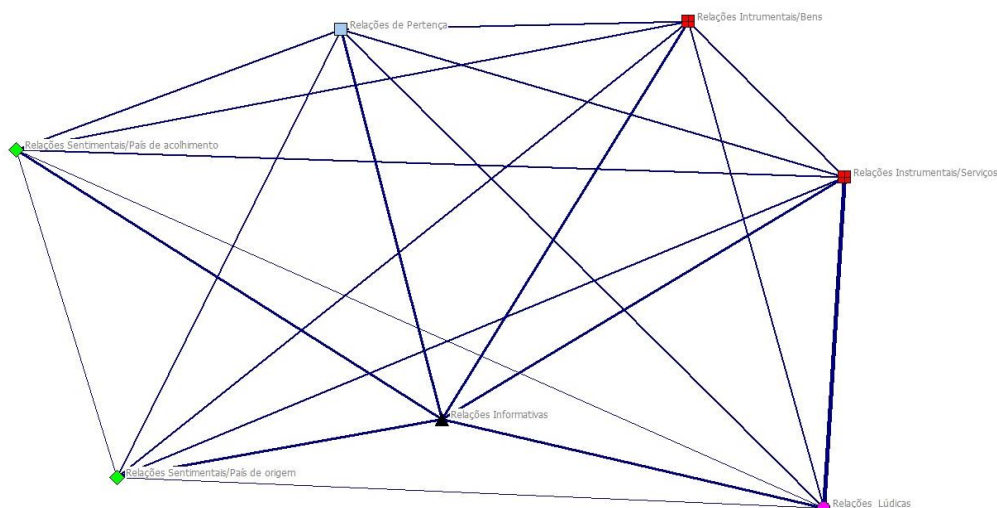 Relações Intrumentais/Bens
Relações de Pertença
Relações Sentimentais/País de acolhimento
Relações Instrumentais/Serviços
Relações Informativas
Relações Sentimentais/País de origem
Relações Lúdicas